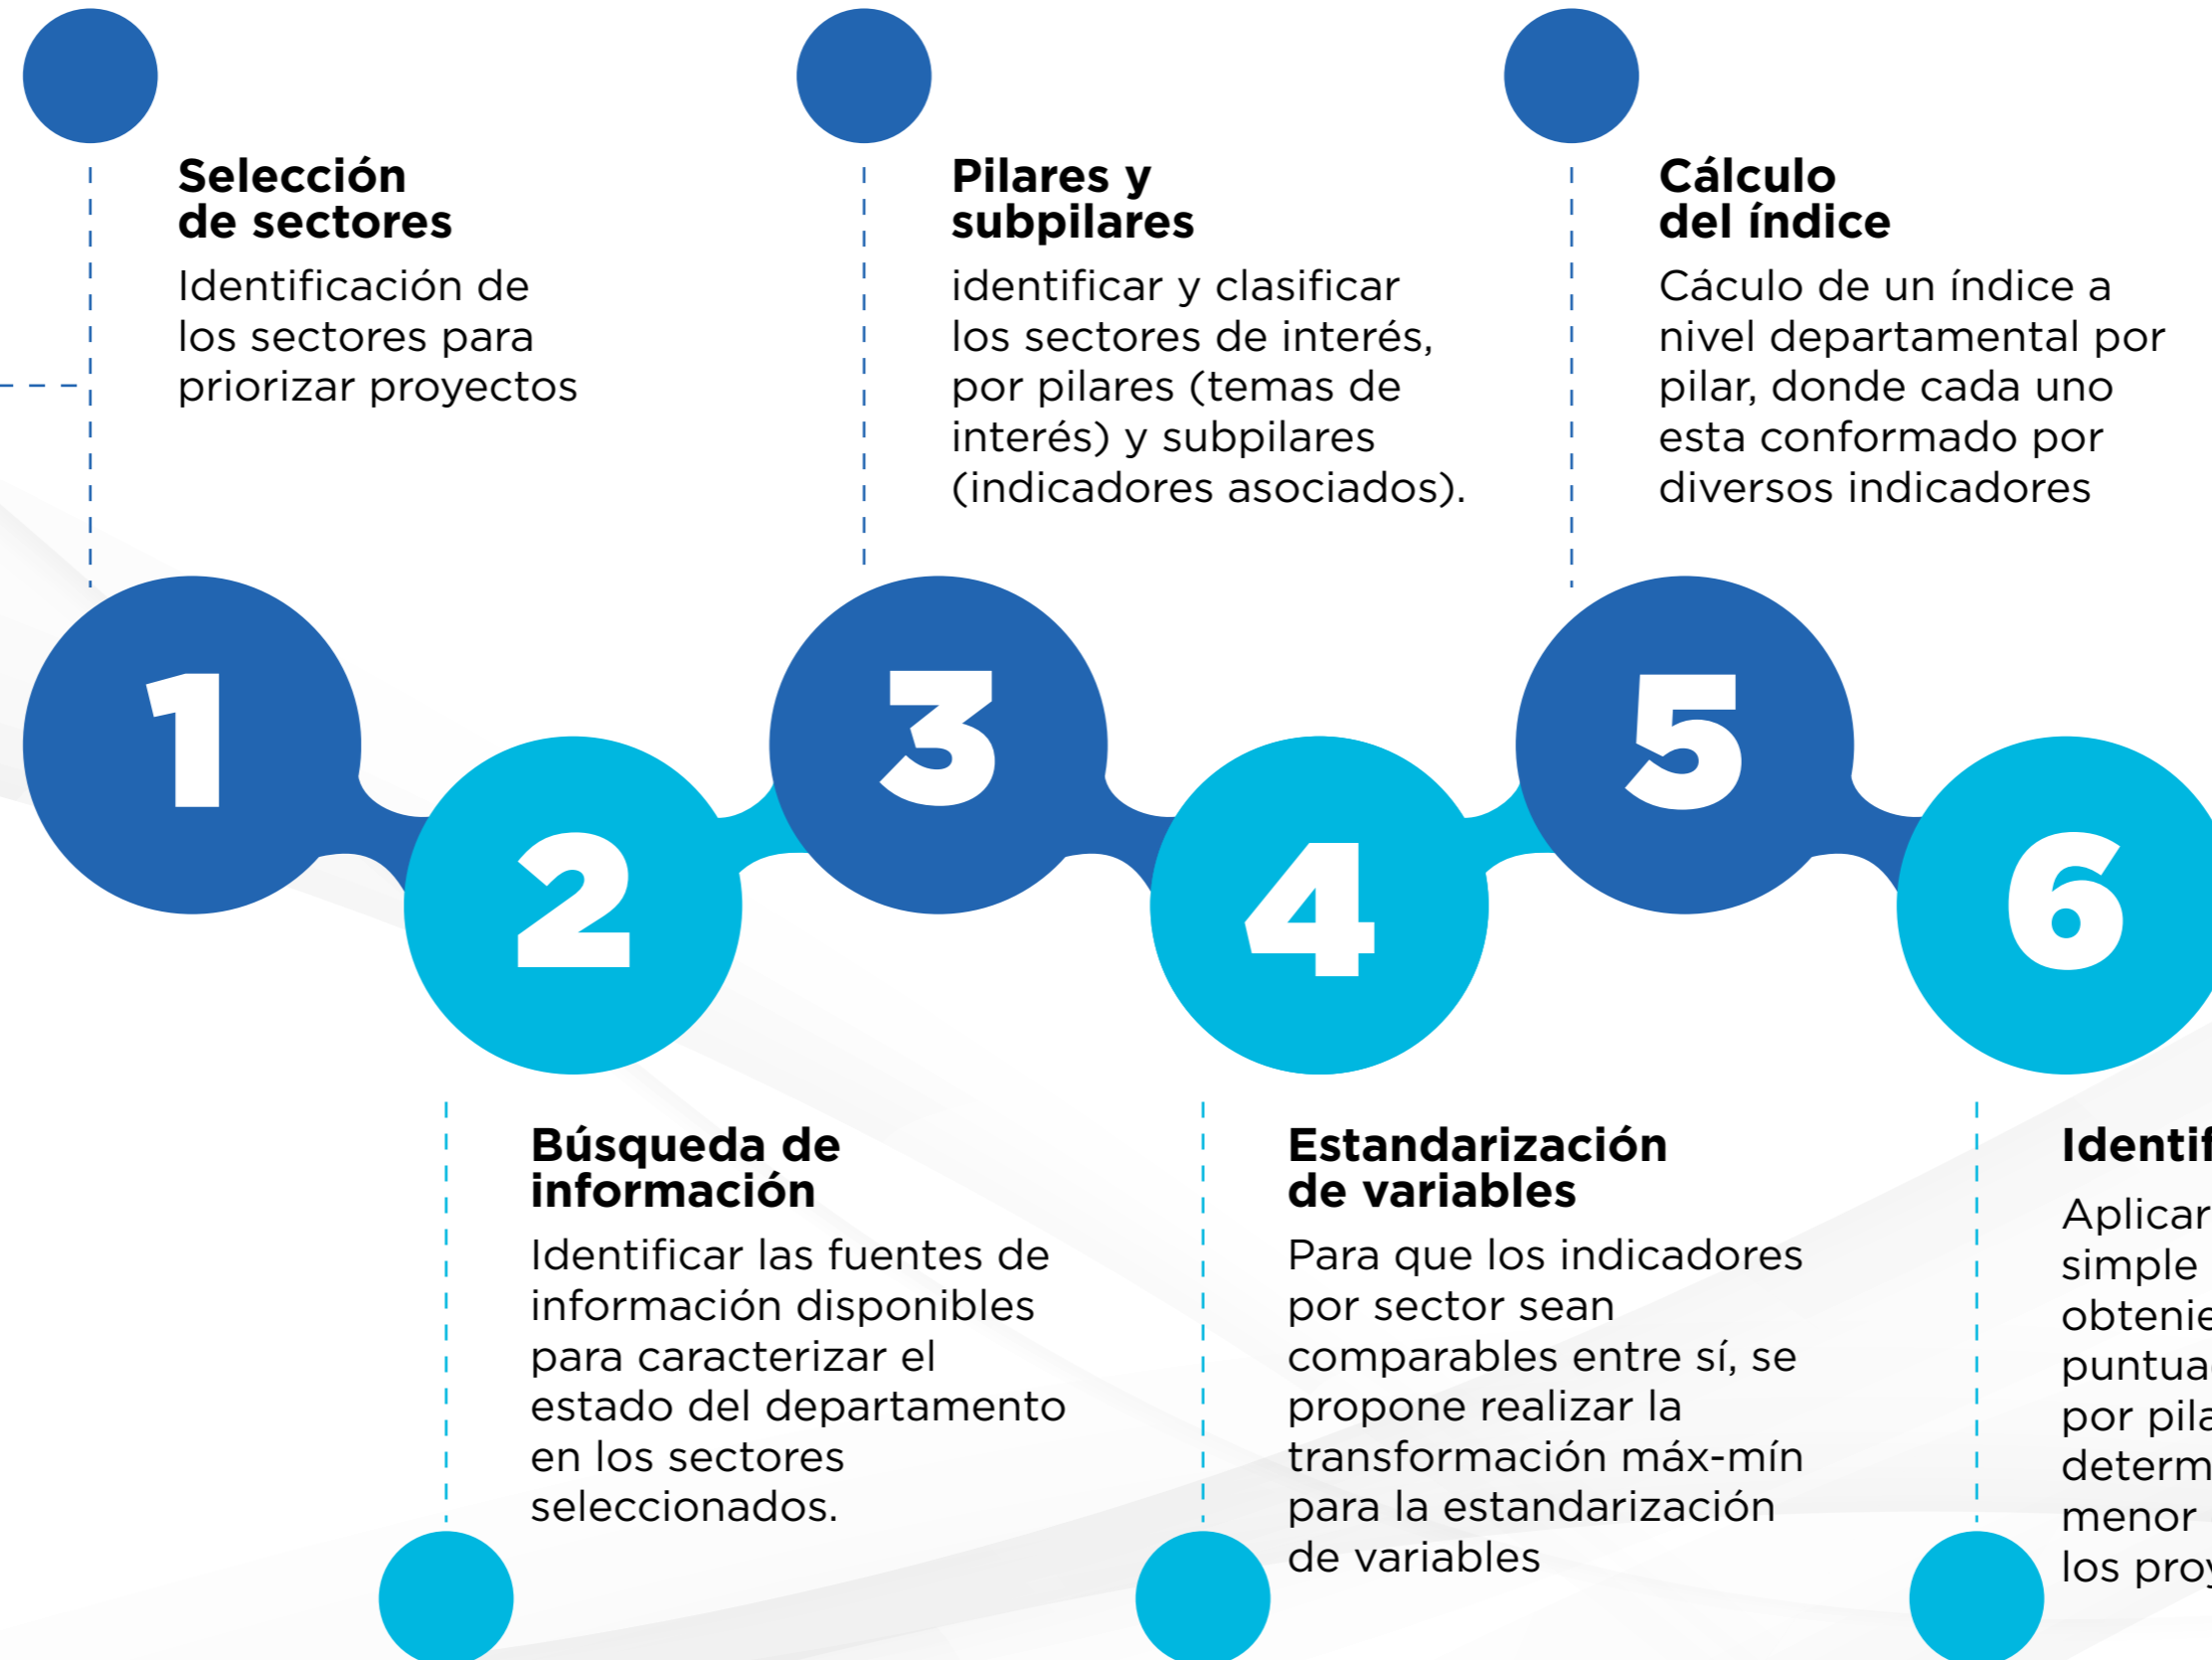 Selección
de sectores
Identificación de
los sectores para
priorizar proyectos
1
Búsqueda de
información
Identificar las fuentes de
información disponibles
para caracterizar el
estado del departamento
en los sectores
seleccionados.
2
Pilares y
subpilares
identificar y clasificar
los sectores de interés,
por pilares (temas de
interés) y subpilares
(indicadores asociados).
3
Estandarización
de variables
Para que los indicadores
por sector sean
comparables entre sí, se
propone realizar la
transformación máx-mín
para la estandarización
de variables
4
Cálculo
del índice
Cáculo de un índice a
nivel departamental por
pilar, donde cada uno
esta conformado por
diversos indicadores
5
6
Aplicar
simple
por
menor
los